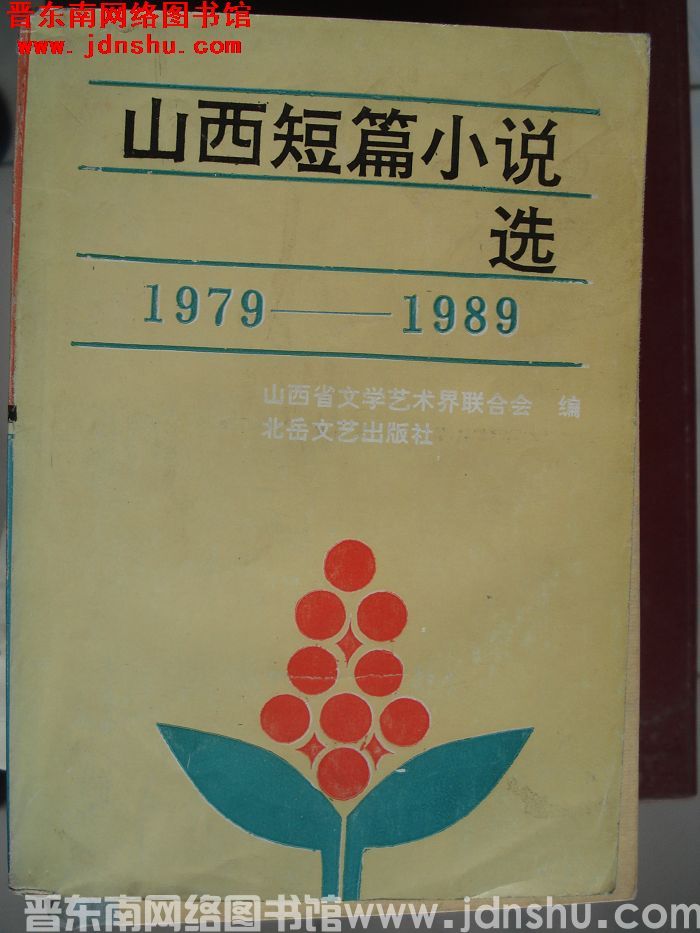 晋东南网络图书馆
www.jdnshu.com
山西短篇小说
选
1979——1989
山西省文学艺术界联合会 编
北岳文艺出版社
晋东南网络图书馆www.jdnshu.com